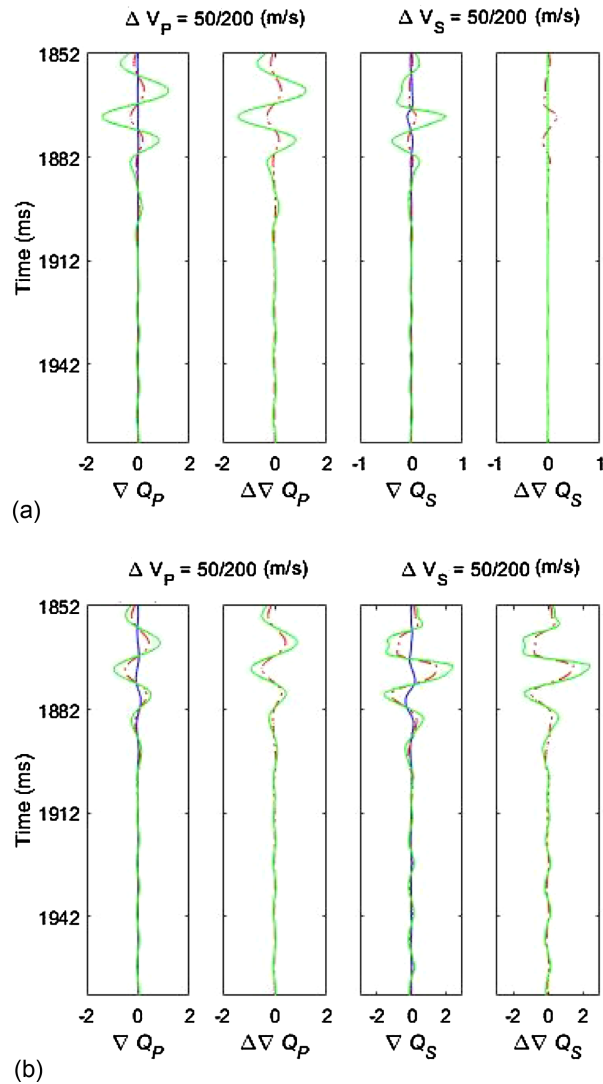 Δ V_P = 50/200 (m/s) Δ V_S = 50/200 (m/s)
1852
1882
1912
1942
Time (ms)
-2 0 2 -2 0 2 -1 0 1 -1 0 1
∇ Q_P Δ∇ Q_P ∇ Q_S Δ∇ Q_S
(a)
Δ V_P = 50/200 (m/s) Δ V_S = 50/200 (m/s)
1852
1882
1912
1942
Time (ms)
-2 0 2 -2 0 2 -2 0 2 -2 0 2
∇ Q_P Δ∇ Q_P ∇ Q_S Δ∇ Q_S
(b)